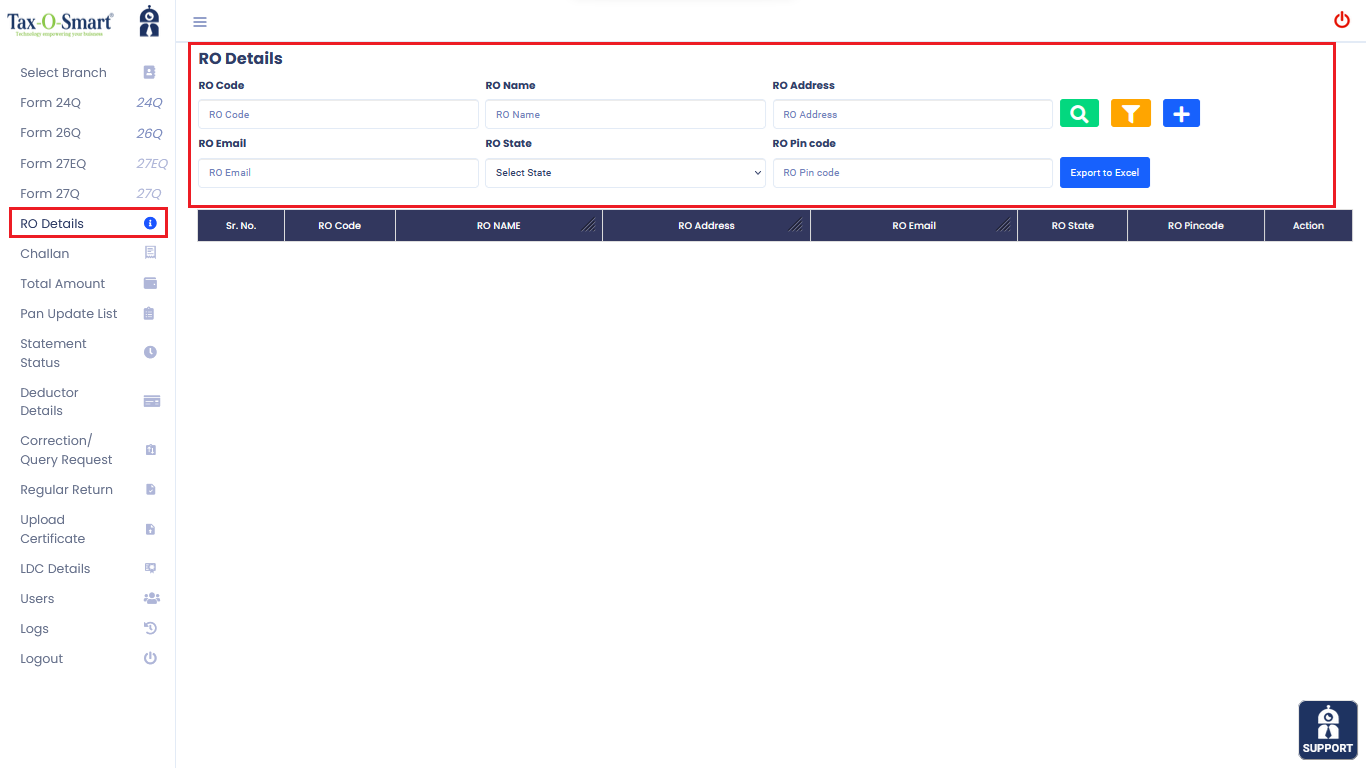 Tax-O-Smart®
Technology empowering your business
Select Branch
Form 24Q 24Q
Form 26Q 26Q
Form 27EQ 27EQ
Form 27Q 27Q
RO Details
Challan
Total Amount
Pan Update List
Statement
Status
Deductor
Details
Correction/
Query Request
Regular Return
Upload
Certificate
LDC Details
Users
Logs
Logout
RO Details
RO Code RO Name RO Address
RO Code RO Name RO Address
RO Email RO State RO Pin code
RO Email Select State RO Pin code Export to Excel
Sr. No. RO Code RO NAME RO Address RO Email RO State RO Pincode Action
SUPPORT